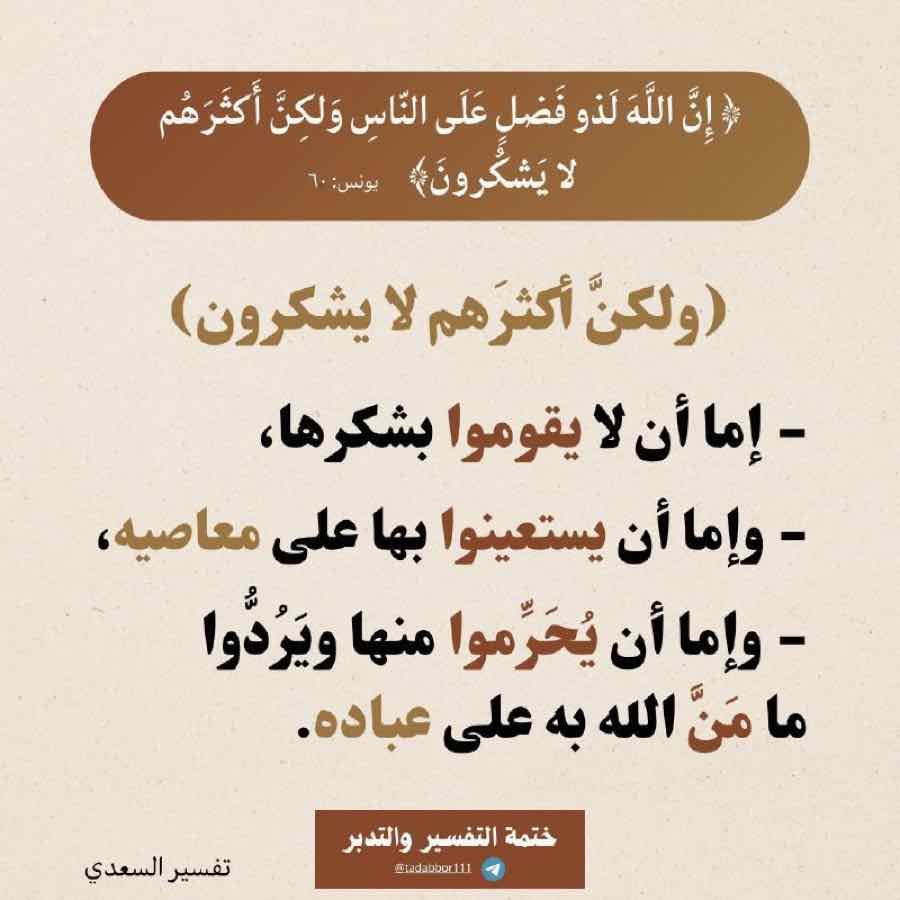 ﴿إِنَّ اللَّهَ لَذو فَضلٍ عَلَى النّاسِ وَلكِنَّ أَكثَرَهُم
لا يَشكُرونَ﴾ يونس: ٦٠
(ولكنَّ أكثرَهم لا يشكرون)
- إما أن لا يقوموا بشكرها،
- وإما أن يستعينوا بها على معاصيه،
- وإما أن يُحَرِّموا منها ويَرُدُّوا
ما مَنَّ الله به على عباده.
ختمة التفسير والتدبر
@tadabbor111
تفسير السعدي